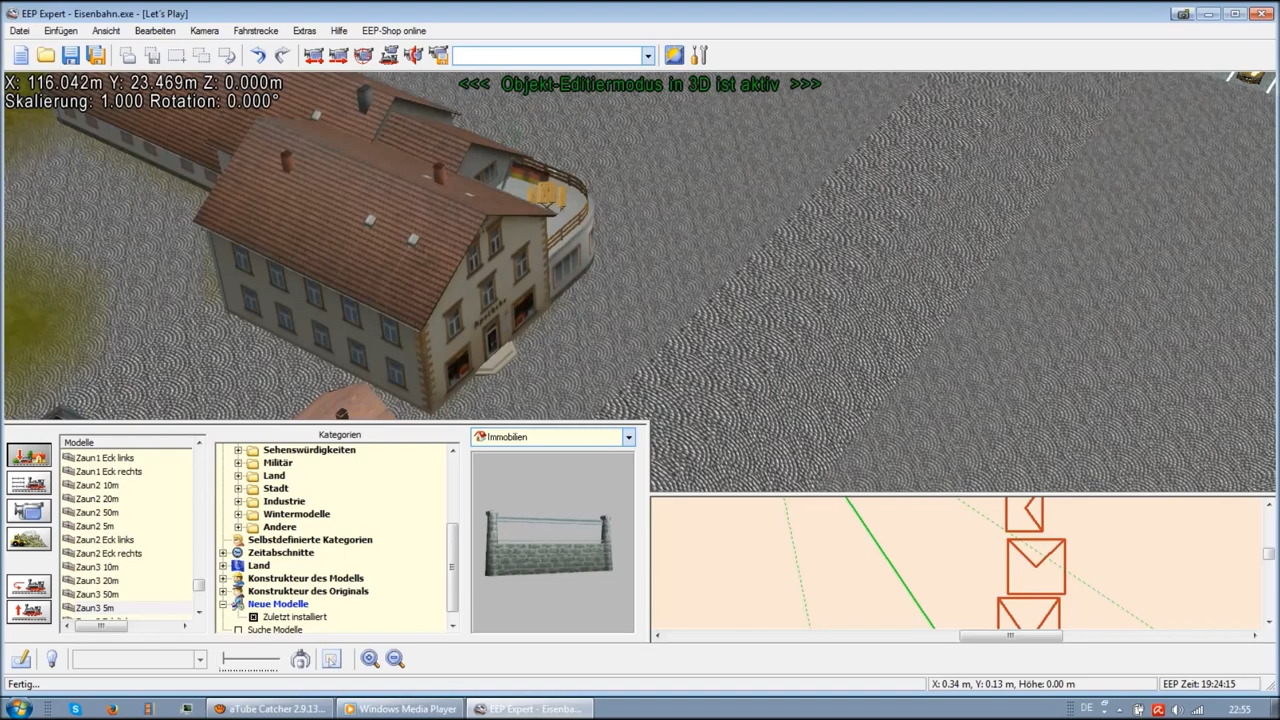 EEP Expert - Eisenbahn.exe - [Let´s Play]
Datei Einfügen Ansicht Bearbeiten Kamera Fahrstrecke Extras Hilfe EEP-Shop online
X: 116.042m Y: 23.469m Z: 0.000m
<<< Objekt-Editiermodus in 3D ist aktiv >>>
Skalierung: 1.000 Rotation: 0.000°
Modelle
Zaun1 Eck links
Zaun1 Eck rechts
Zaun2 10m
Zaun2 20m
Zaun2 50m
Zaun2 5m
Zaun2 Eck links
Zaun2 Eck rechts
Zaun3 10m
Zaun3 20m
Zaun3 50m
Zaun3 5m
Kategorien
Sehenswürdigkeiten
Militär
Land
Stadt
Industrie
Wintermodelle
Andere
Selbstdefinierte Kategorien
Zeitabschnitte
Land
Konstrukteur des Modells
Konstrukteur des Originals
Neue Modelle
Zuletzt installiert
Suche Modelle
Immobilien
Fertig...
X: 0.34 m, Y: 0.13 m, Höhe: 0.00 m
EEP Zeit: 19:24:15
aTube Catcher 2.9.13...
Windows Media Player
EEP Expert - Eisenba...
DE
22:55